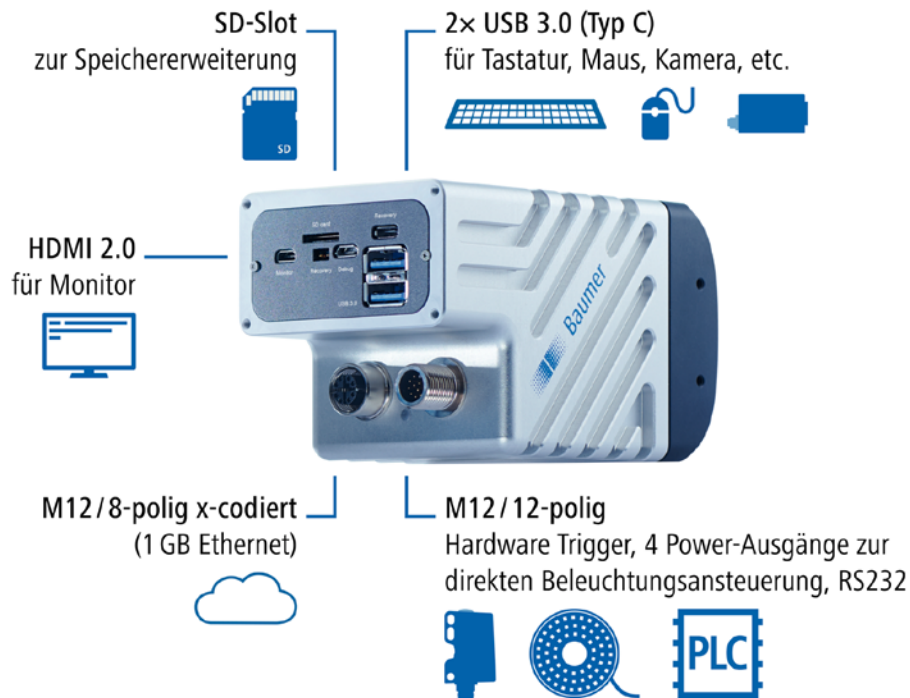 SD-Slot
zur Speichererweiterung
SD
2× USB 3.0 (Typ C)
für Tastatur, Maus, Kamera, etc.
HDMI 2.0
für Monitor
SD card
Recovery
Monitor
Recovery
Debug
USB 3.0
Baumer
M12/8-polig x-codiert
(1 GB Ethernet)
M12/12-polig
Hardware Trigger, 4 Power-Ausgänge zur
direkten Beleuchtungsansteuerung, RS232
PLC